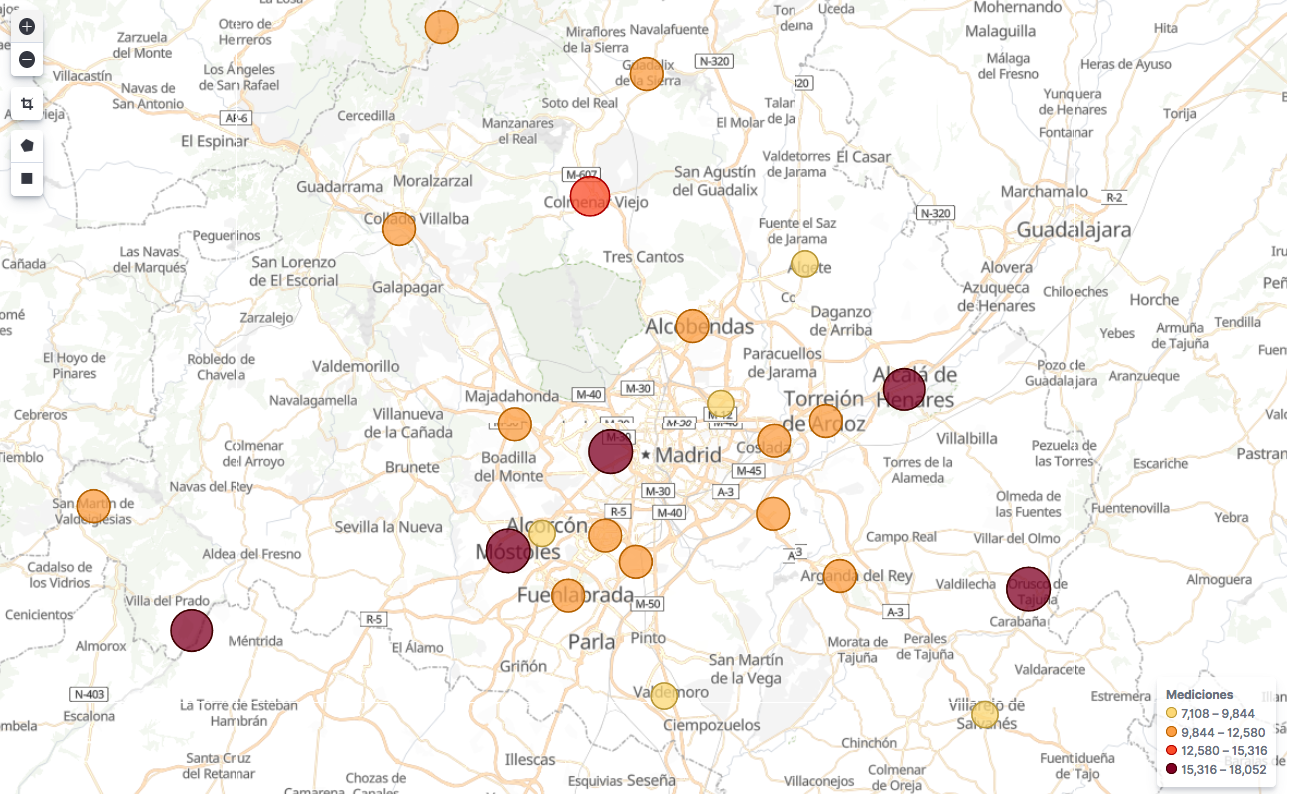 Otero de
Herreros
Zarzuela
del Monte
Villacastín
Los Ángeles
de San Rafael
Navas de
San Antonio
AP-6
El Espinar
Cercedilla
Miraflores
de la Sierra
Navalafuente
Guadalix
de la Sierra
N-320
Soto del Real
Manzanares
el Real
El Molar
Uceda
Mohernando
Malaguilla
Hita
Málaga
del Fresno
Heras de Ayuso
Yunquera
de Henares
Torija
Fontanar
Valdetorres
de Jarama
El Casar
M-607
San Agustín
del Guadalix
Guadarrama
Moralzarzal
Colmenar Viejo
Marchamalo
R-2
N-320
Guadalajara
Collado Villalba
Peguerinos
Fuente el Saz
de Jarama
Las Navas
del Marqués
San Lorenzo
de El Escorial
Tres Cantos
Algete
Alovera
Cañada
Galapagar
Azuqueca
de Henares
Chiloeches
Horche
Zarzalejo
Daganzo
de Arriba
Alcobendas
Tendilla
Armuña
de Tajuña
Yebes
El Hoyo de
Pinares
Robledo de
Chavela
Valdemorillo
Paracuellos
de Jarama
Pozo de
Guadalajara
Aranzueque
Alcalá de
Henares
M-40
M-30
Majadahonda
Navalagamella
Torrejón
de Ardoz
M-12
Cebreros
Villanueva
de la Cañada
M-30
Villalbilla
Colmenar
del Arroyo
Coslada
Madrid
Pezuela de
las Torres
Boadilla
del Monte
Brunete
M-45
Torres de la
Alameda
Escariche
Navas del Rey
M-30
A-3
Olmeda de
las Fuentes
San Martín de
Valdeiglesias
R-5
M-40
Fuentenovilla
Yebra
Sevilla la Nueva
Alcorcón
Campo Real
Villar del Olmo
Aldea del Fresno
Móstoles
A-3
Cadalso de
los Vidrios
Arganda del Rey
Valdilecha
Orusco de
Tajuña
Almoguera
Villa del Prado
Fuenlabrada
M-50
Cenicientos
R-5
A-3
Carabaña
Almorox
Méntrida
El Álamo
Parla
Pinto
Morata de
Tajuña
Perales
de Tajuña
Griñón
San Martín
de la Vega
Valdaracete
N-403
Valdemoro
Estremera
Escalona
La Torre de Esteban
Hambrán
Ciempozuelos
Villarejo de
Salvanés
Chinchón
Santa Cruz
del Retamar
Illescas
Fuentidueña
de Tajo
Chozas de
Canales
Camarena
Esquivias
Seseña
Villaconejos
Colmenar
de Oreja
Mediciones
7,108 – 9,844
9,844 – 12,580
12,580 – 15,316
15,316 – 18,052